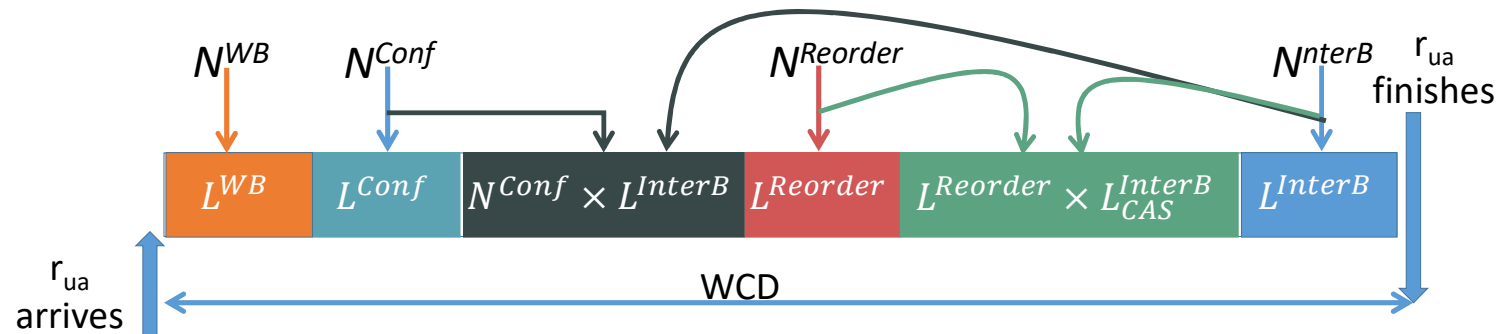 N^WB
N^Conf
N^Reorder
N^nterB
r_ua
finishes
L^WB
L^Conf
N^Conf × L^InterB
L^Reorder
L^Reorder × L^InterB_CAS
L^InterB
r_ua
arrives
WCD